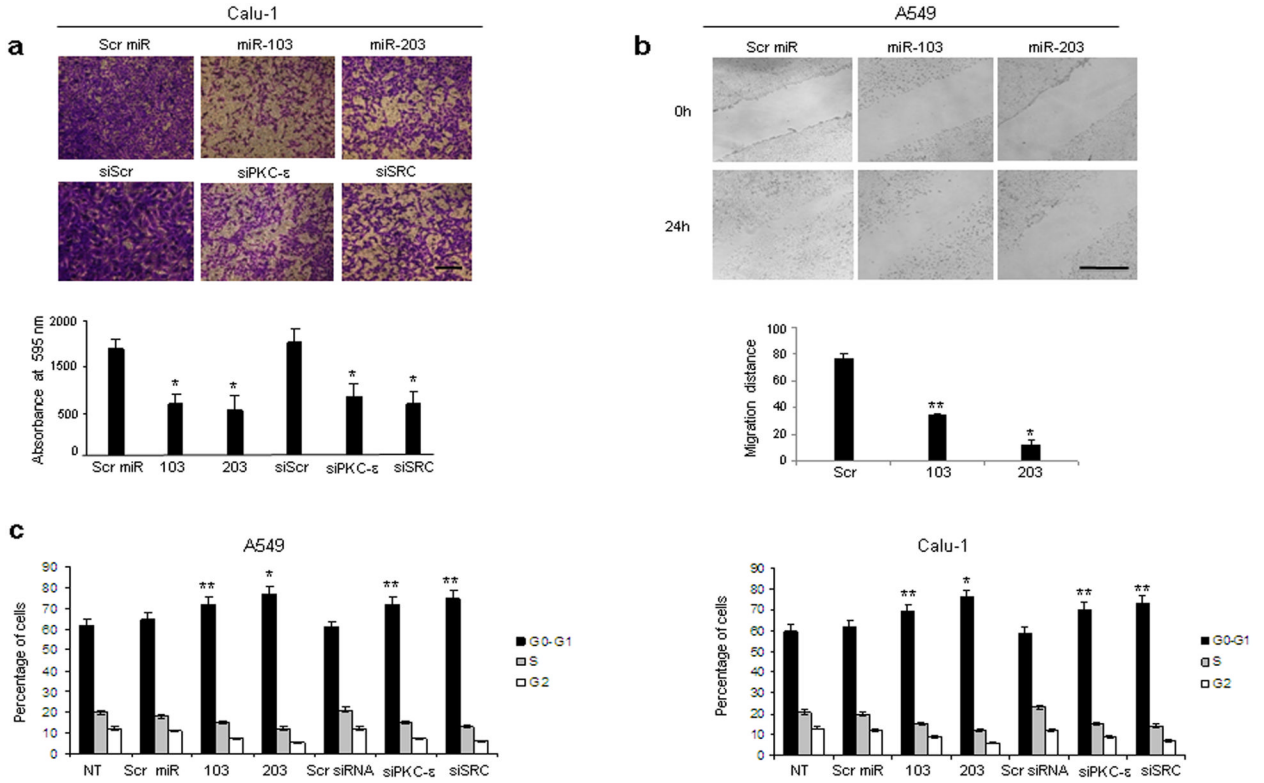 Calu-1
a
Scr miR miR-103 miR-203
siScr siPKC-ε siSRC
2000
1500
500
0
Absorbance at 595 nm
* * * *
Scr miR 103 203 siScr siPKC-ε siSRC
A549
b
Scr miR miR-103 miR-203
0h
24h
100
80
60
40
20
0
Migration distance
** *
Scr 103 203
c
A549
90
80
70
60
50
40
30
20
10
0
Percentage of cells
** * ** **
G0-G1
S
G2
NT Scr miR 103 203 Scr siRNA siPKC-ε siSRC
Calu-1
90
80
70
60
50
40
30
20
10
0
Percentage of cells
** * ** **
G0-G1
S
G2
NT Scr miR 103 203 Scr siRNA siPKC-ε siSRC